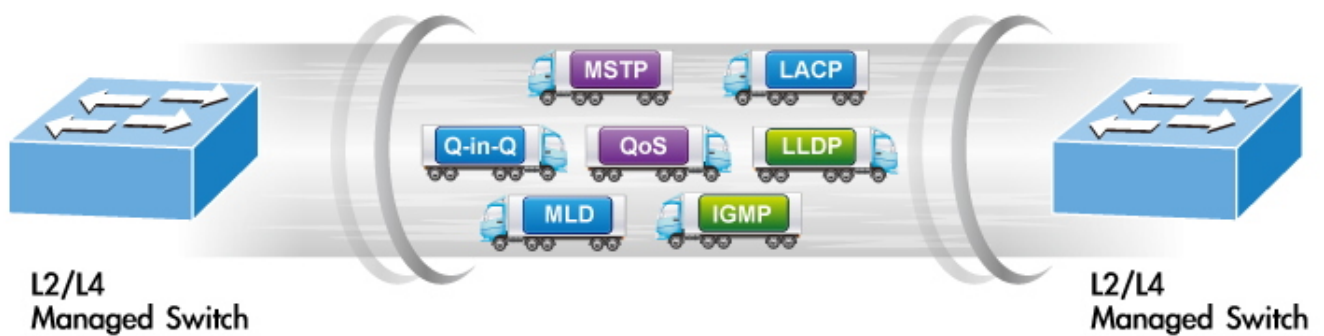 MSTP
LACP
Q-in-Q
QoS
LLDP
MLD
IGMP
L2/L4
Managed Switch
L2/L4
Managed Switch